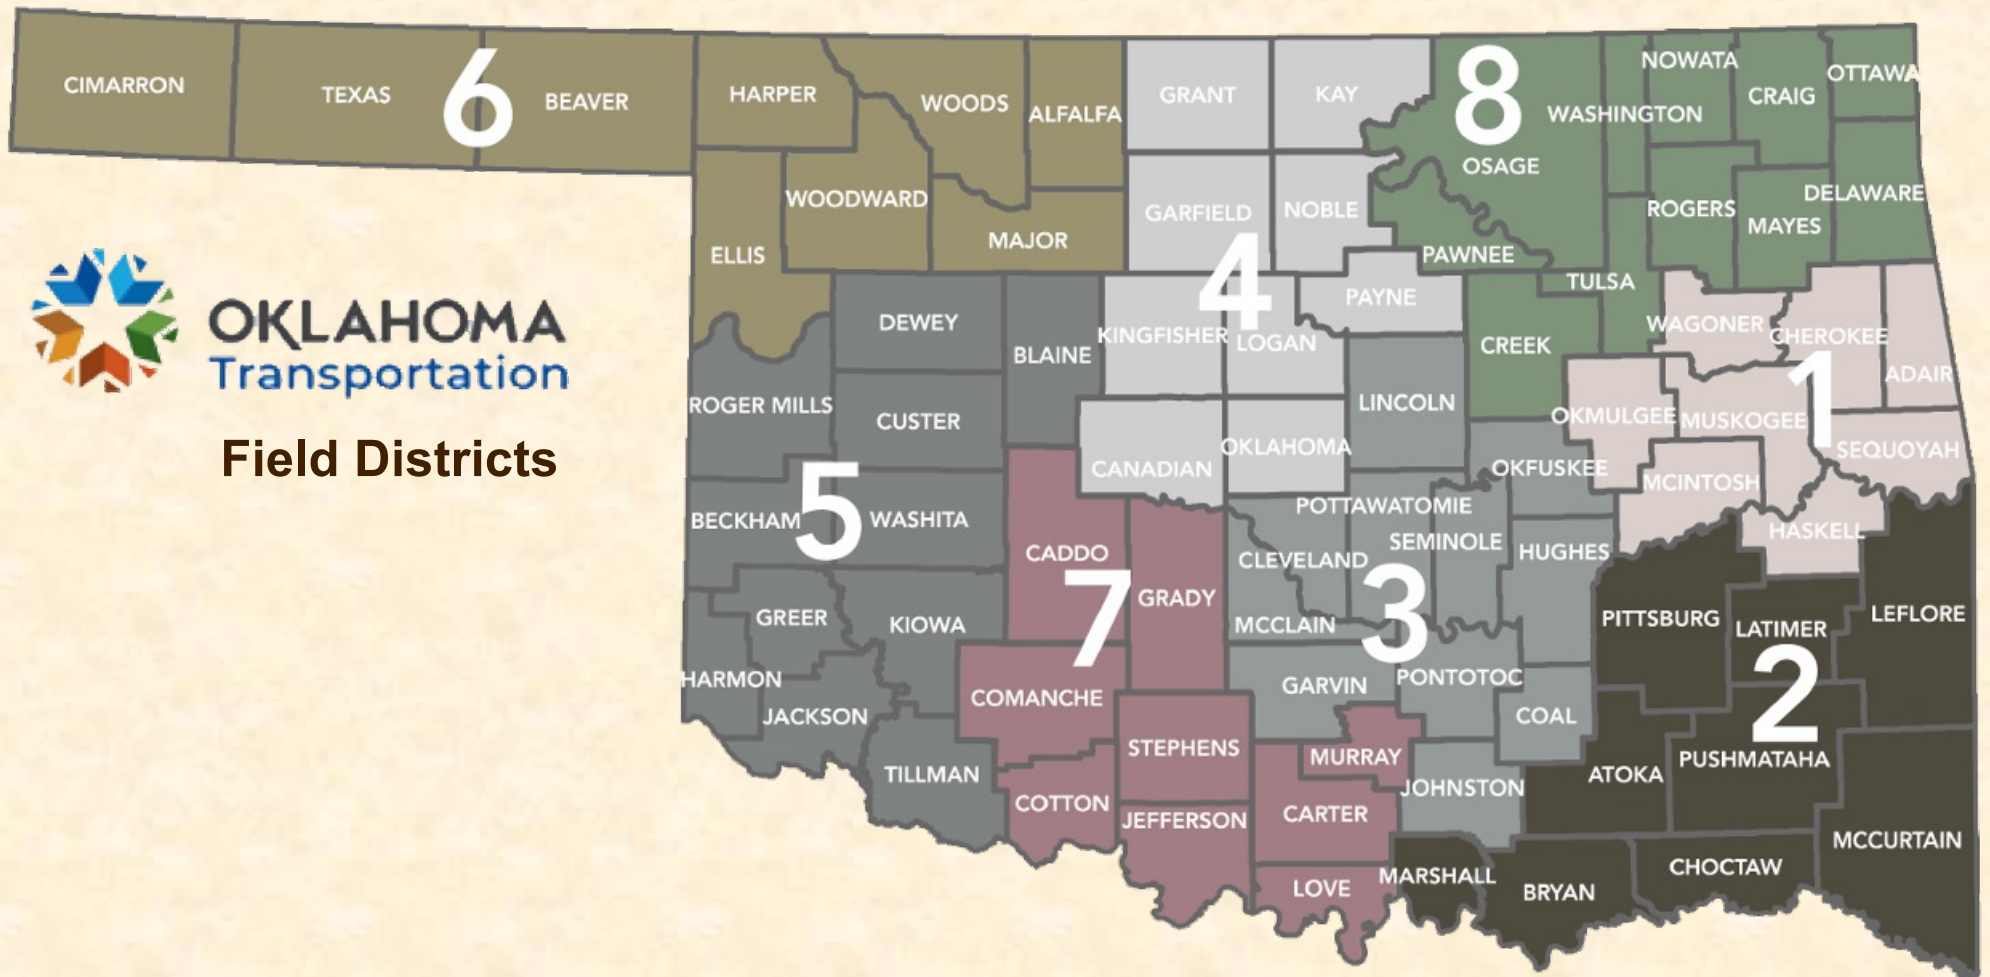 CIMARRON
TEXAS
6
BEAVER
HARPER
WOODS
ALFALFA
WOODWARD
ELLIS
MAJOR
GRANT
KAY
GARFIELD
NOBLE
4
KINGFISHER
LOGAN
PAYNE
CANADIAN
OKLAHOMA
8
OSAGE
WASHINGTON
NOWATA
CRAIG
OTTAWA
ROGERS
MAYES
DELAWARE
PAWNEE
TULSA
CREEK
OKLAHOMA
Transportation
Field Districts
WAGONER
CHEROKEE
1
ADAIR
OKMULGEE
MUSKOGEE
SEQUOYAH
MCINTOSH
HASKELL
DEWEY
BLAINE
ROGER MILLS
CUSTER
5
BECKHAM
WASHITA
GREER
KIOWA
HARMON
JACKSON
TILLMAN
CADDO
7
GRADY
COMANCHE
STEPHENS
COTTON
JEFFERSON
MURRAY
CARTER
LOVE
LINCOLN
OKFUSKEE
POTTAWATOMIE
SEMINOLE
CLEVELAND
HUGHES
3
MCCLAIN
GARVIN
PONTOTOC
COAL
JOHNSTON
PITTSBURG
LATIMER
LEFLORE
2
PUSHMATAHA
ATOKA
MCCURTAIN
CHOCTAW
MARSHALL
BRYAN